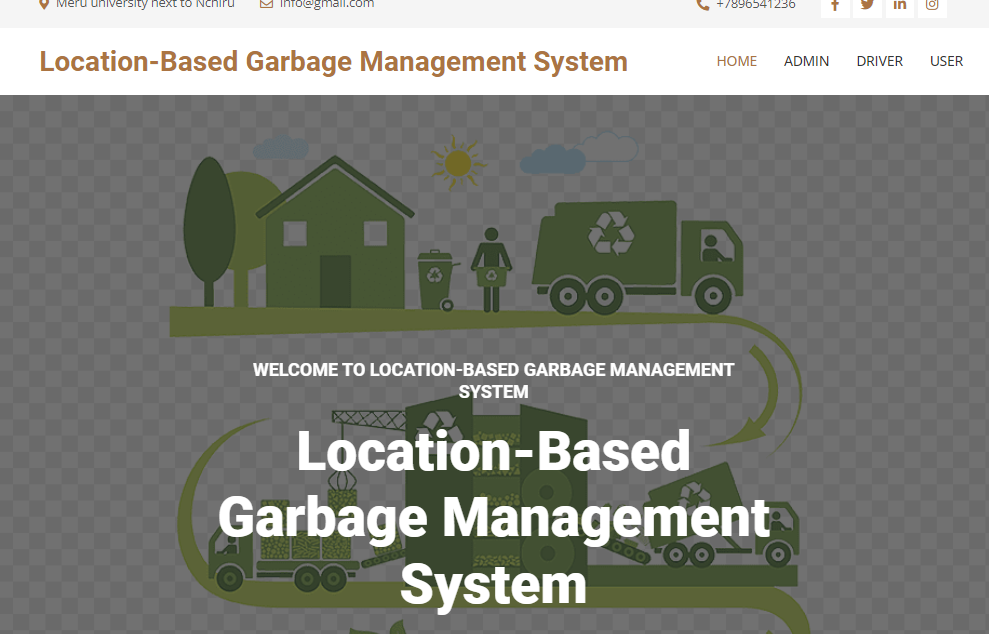 Meru university next to Nchiru info@gmail.com +7896541236
Location-Based Garbage Management System HOME ADMIN DRIVER USER
WELCOME TO LOCATION-BASED GARBAGE MANAGEMENT
SYSTEM
Location-Based
Garbage Management
System